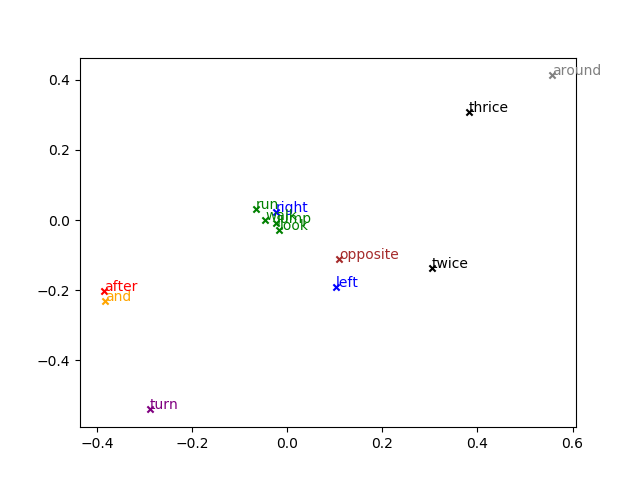 around
0.4
thrice
0.2
run
right
walk
jump
look
0.0
opposite
twice
left
after
and
−0.2
−0.4
turn
−0.4 −0.2 0.0 0.2 0.4 0.6